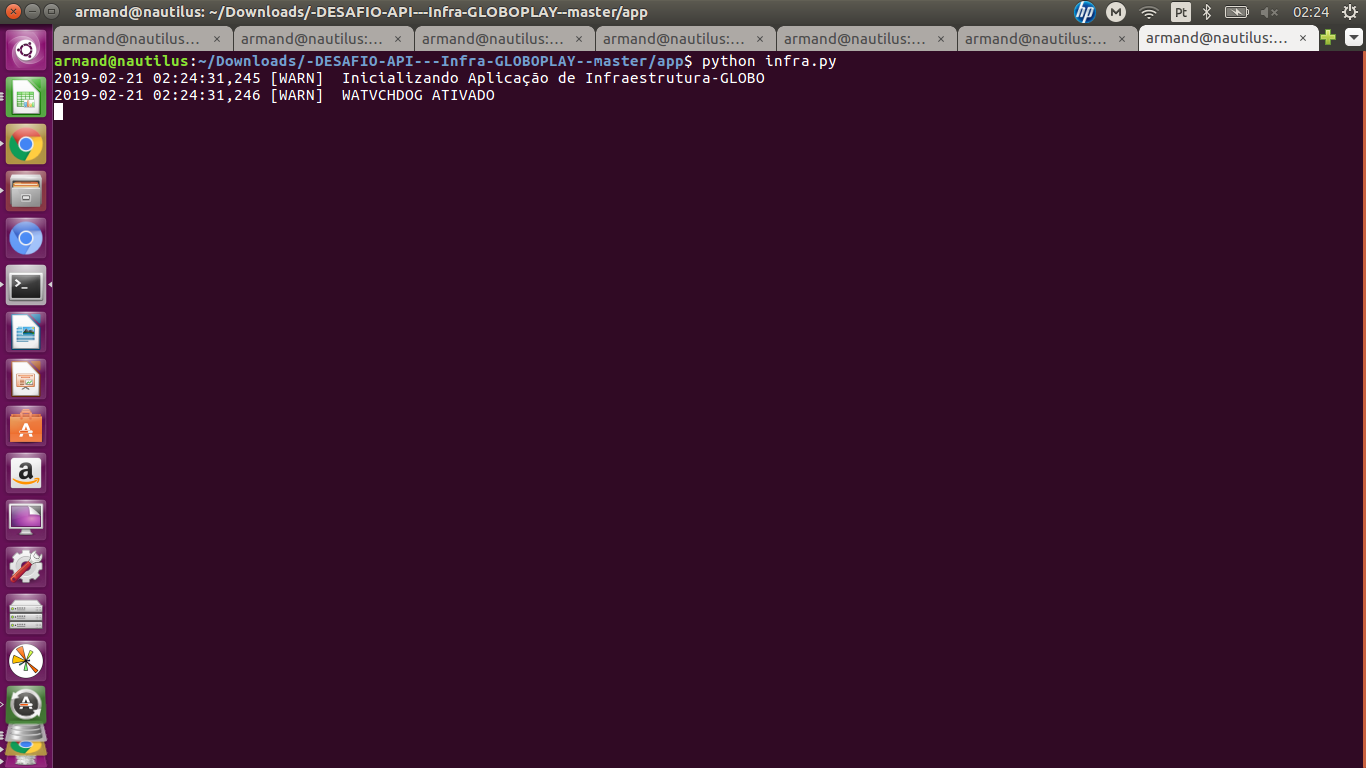 armand@nautilus: ~/Downloads/-DESAFIO-API---Infra-GLOBOPLAY--master/app
hp M Pt 02:24
armand@nautilus:... × armand@nautilus:... × armand@nautilus:... × armand@nautilus:... × armand@nautilus:... × armand@nautilus:... × armand@nautilus:... ×
armand@nautilus:~/Downloads/-DESAFIO-API---Infra-GLOBOPLAY--master/app$ python infra.py
2019-02-21 02:24:31,245 [WARN]  Inicializando Aplicação de Infraestrutura-GLOBO
2019-02-21 02:24:31,246 [WARN]  WATVCHDOG ATIVADO
>_
A
a
A